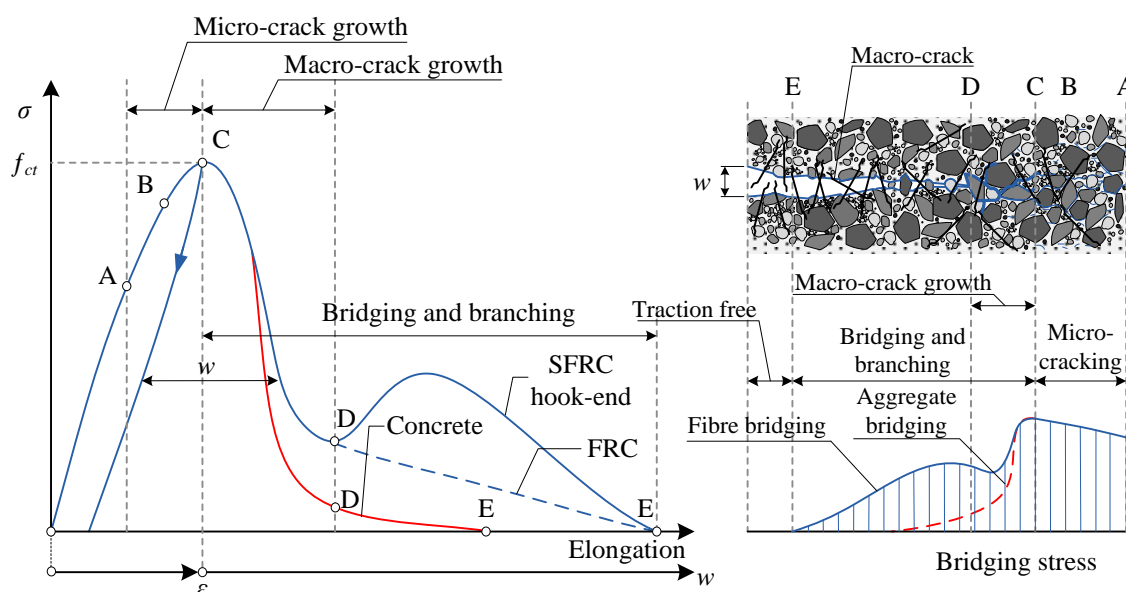 Micro-crack growth
Macro-crack growth
σ
C
f_ct
B
A
Bridging and branching
w
SFRC
hook-end
D
Concrete
FRC
D
E
E
Elongation
w
ε
Macro-crack
E
D
C
B
A
w
Macro-crack growth
Traction free
Bridging and
branching
Micro-
cracking
Aggregate
bridging
Fibre bridging
Bridging stress